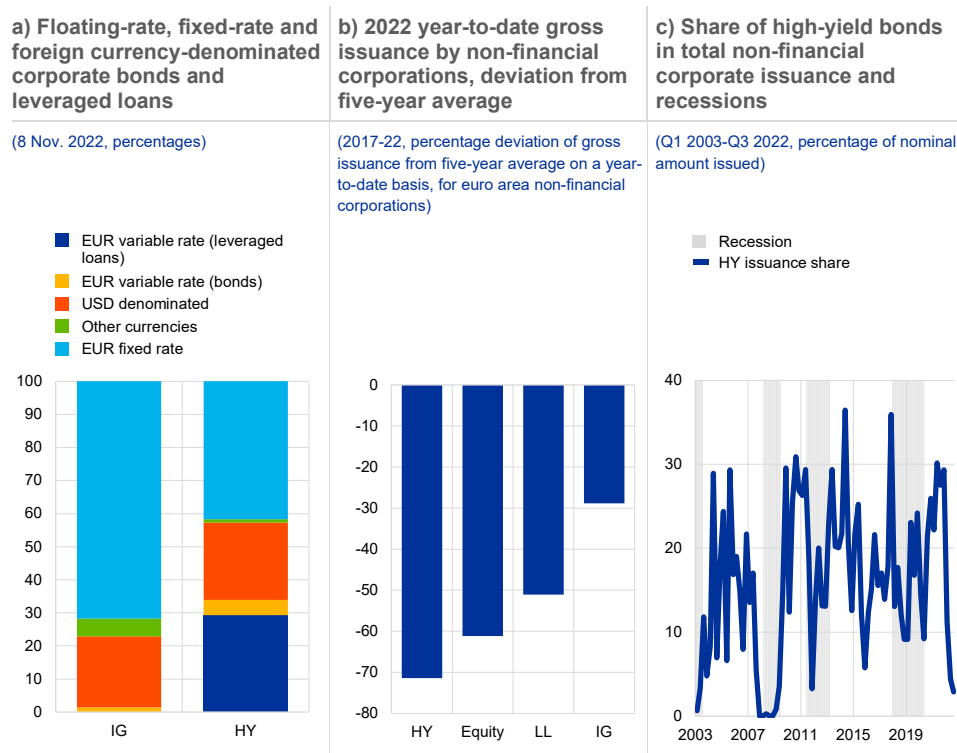 a) Floating-rate, fixed-rate and
foreign currency-denominated
corporate bonds and
leveraged loans
(8 Nov. 2022, percentages)
EUR variable rate (leveraged
loans)
EUR variable rate (bonds)
USD denominated
Other currencies
EUR fixed rate
100
90
80
70
60
50
40
30
20
10
0
IG
HY
b) 2022 year-to-date gross
issuance by non-financial
corporations, deviation from
five-year average
(2017-22, percentage deviation of gross
issuance from five-year average on a year-
to-date basis, for euro area non-financial
corporations)
0
-10
-20
-30
-40
-50
-60
-70
-80
HY
Equity
LL
IG
c) Share of high-yield bonds
in total non-financial
corporate issuance and
recessions
(Q1 2003-Q3 2022, percentage of nominal
amount issued)
Recession
HY issuance share
40
30
20
10
0
2003
2007
2011
2015
2019